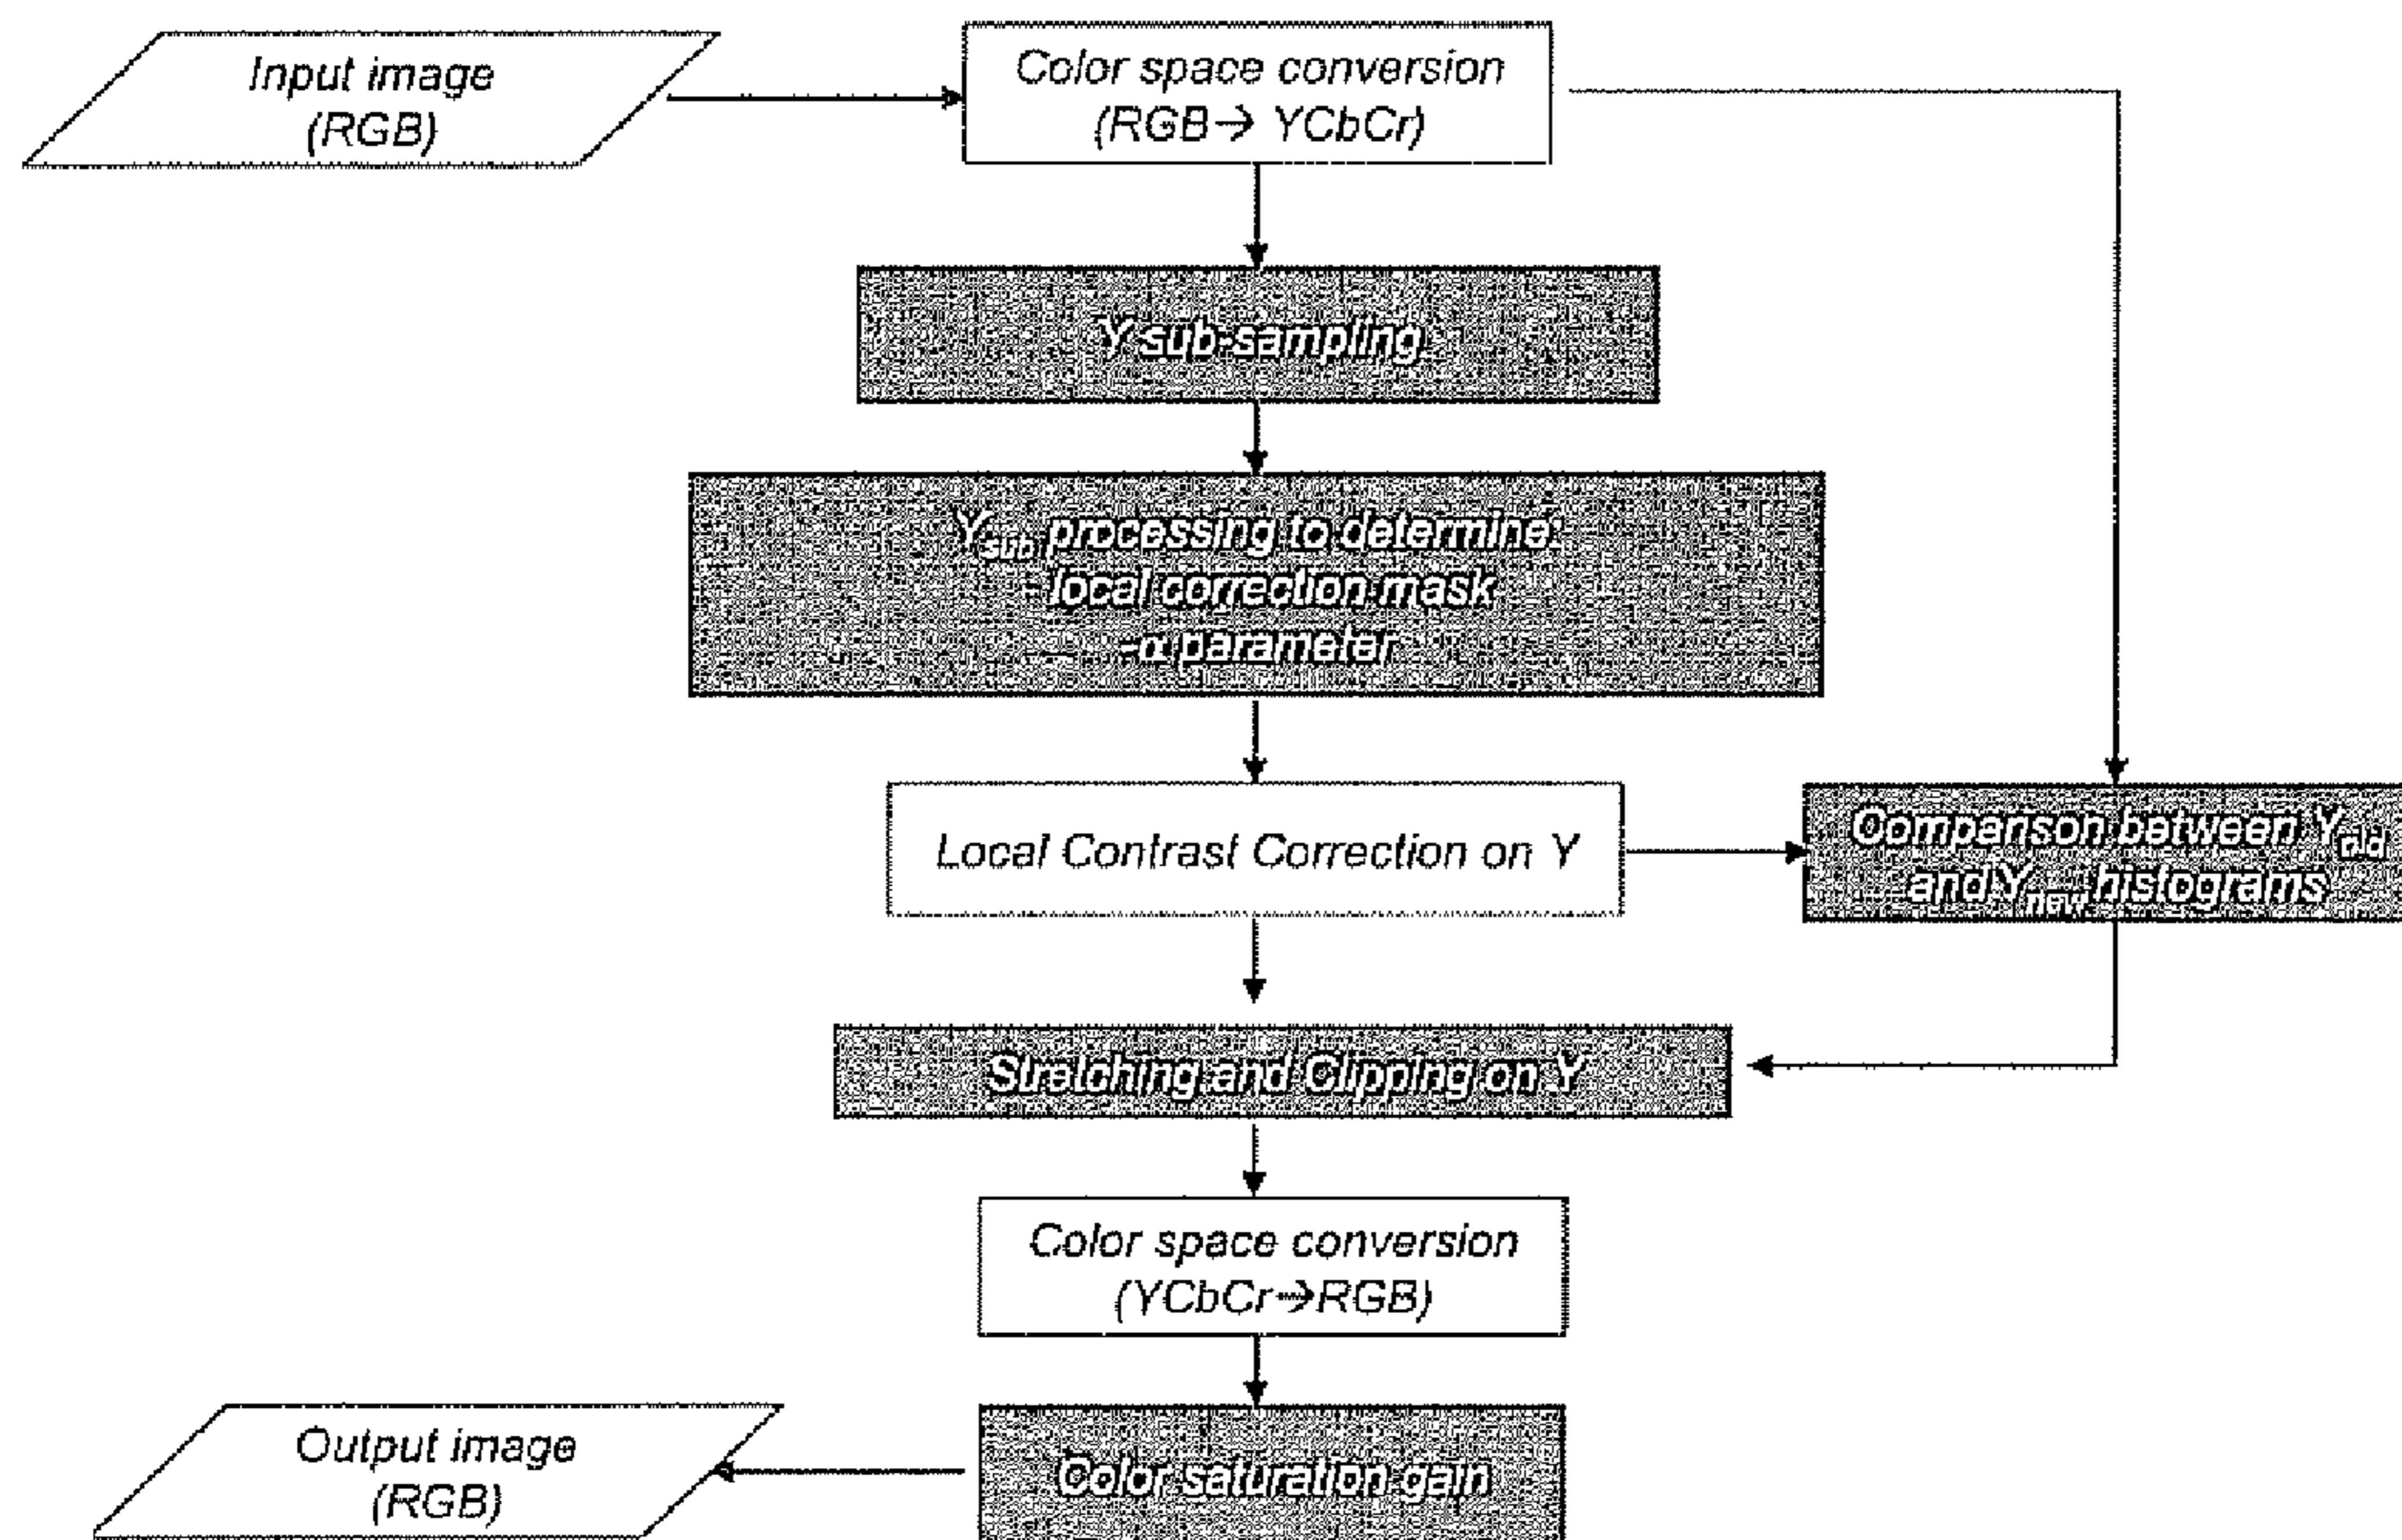 Input image
(RGB)
Color space conversion
(RGB→ YCbCr)
Y sub-sampling
Ysub processing to determine:
- local correction mask
-α parameter
Local Contrast Correction on Y
Comparison between Yold
and Ynew histograms
Stretching and Clipping on Y
Color space conversion
(YCbCr→RGB)
Color saturation gain
Output image
(RGB)